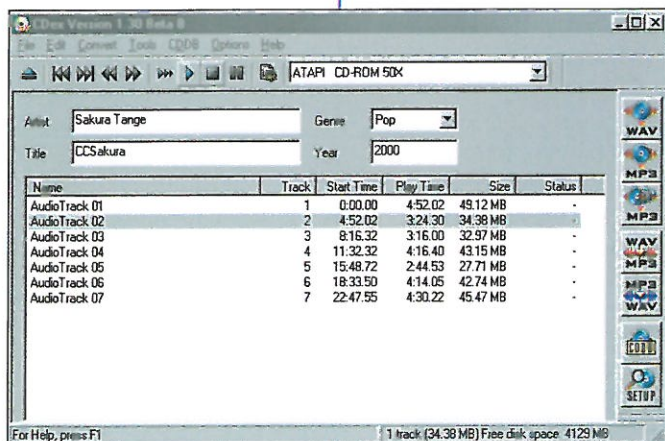 CDex Version 1.30 Beta 8
File Edit Convert Tools CDDB Options Help
ATAPI CD-ROM 50X
Artist Sakura Tange Genre Pop
Title CCSakura Year 2000
Name Track Start Time Play Time Size Status
AudioTrack 01 1 0:00.00 4:52.02 49.12 MB -
AudioTrack 02 2 4:52.02 3:24.30 34.38 MB -
AudioTrack 03 3 8:16.32 3:16.00 32.97 MB -
AudioTrack 04 4 11:32.32 4:16.40 43.15 MB -
AudioTrack 05 5 15:48.72 2:44.53 27.71 MB -
AudioTrack 06 6 18:33.50 4:14.05 42.74 MB -
AudioTrack 07 7 22:47.55 4:30.22 45.47 MB -
WAV
MP3
MP3
WAV
MP3
MP3
WAV
CDDB
SETUP
For Help, press F1 1 track (34.38 MB) Free disk space: 4129 MB